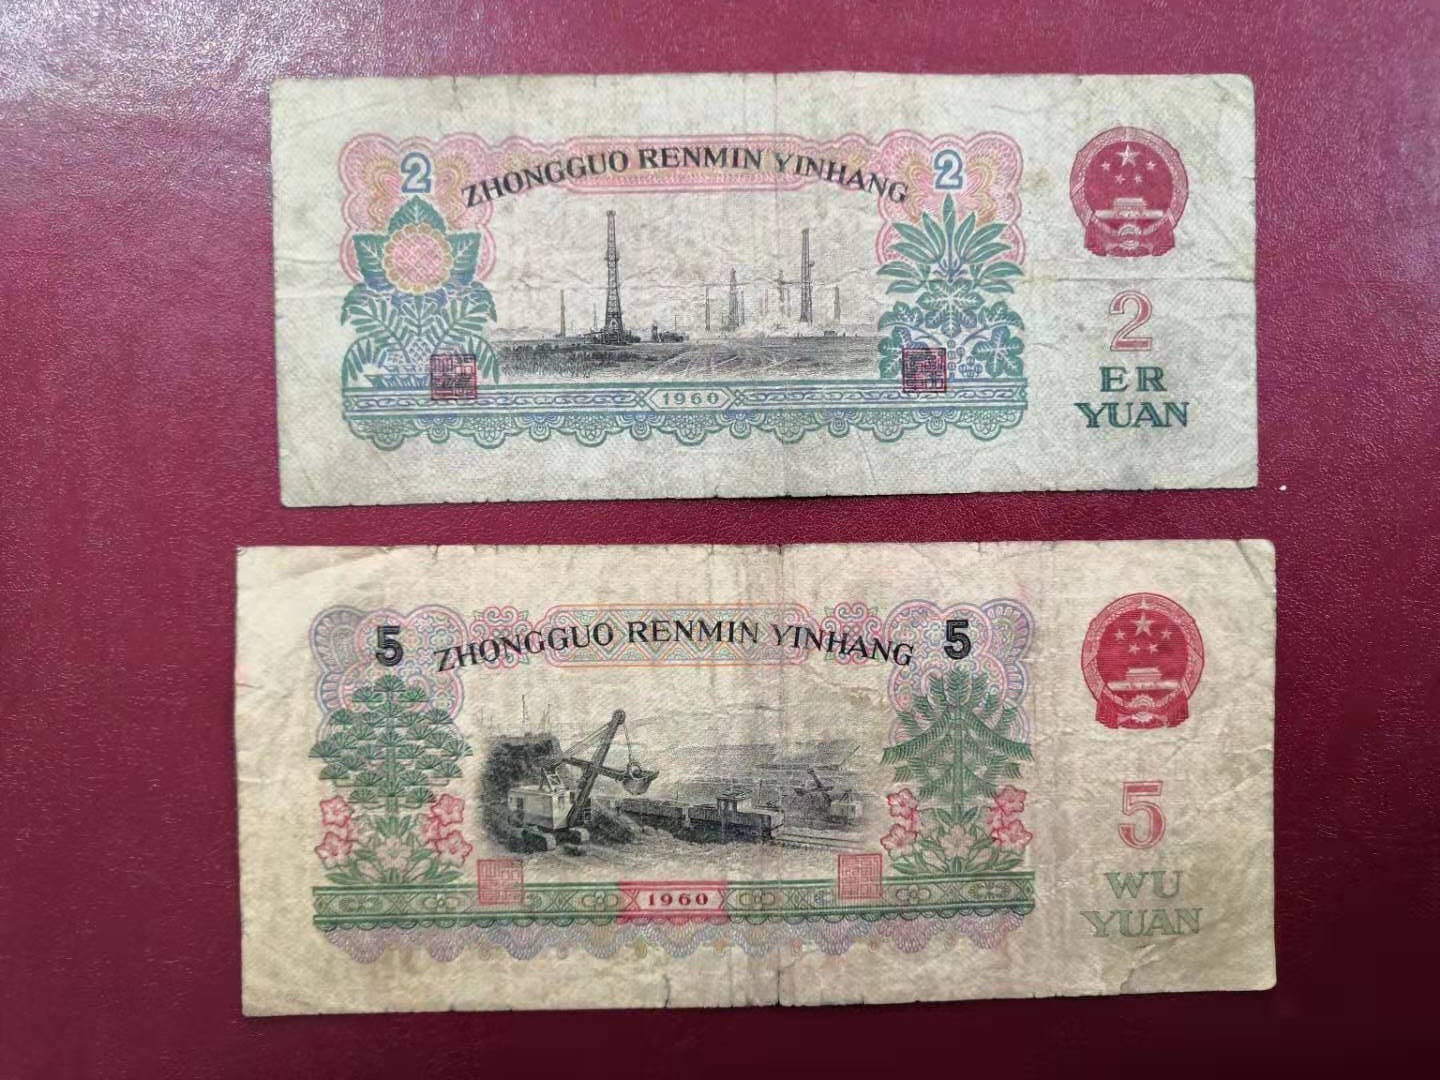 2 ZHONGGUO RENMIN YINHANG 2
2
ER
YUAN
1960
5 ZHONGGUO RENMIN YINHANG 5
5
WU
YUAN
1960